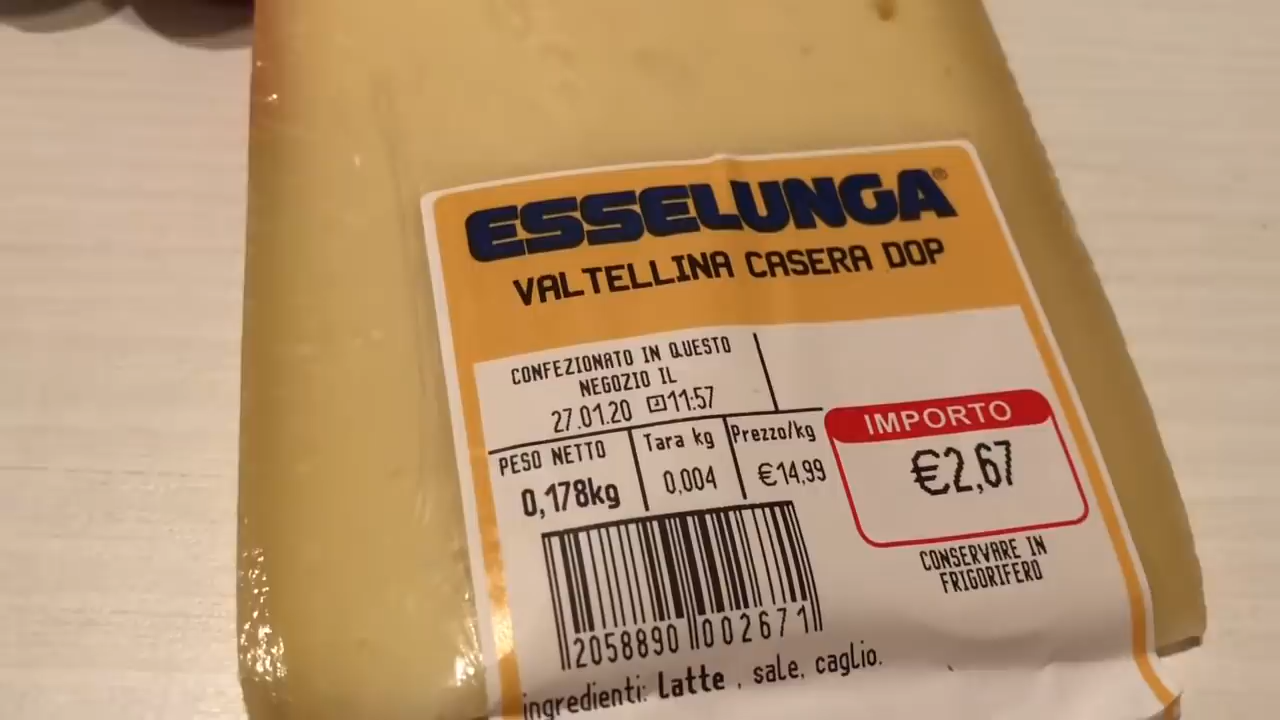 ESSELUNGA®
VALTELLINA CASERA DOP
CONFEZIONATO IN QUESTO
NEGOZIO IL
27.01.20 11:57
PESO NETTO
0,178kg
Tara kg
0,004
Prezzo/kg
€14,99
IMPORTO
€2,67
CONSERVARE IN
FRIGORIFERO
2058890 002671
ingredienti: Latte , sale, caglio.